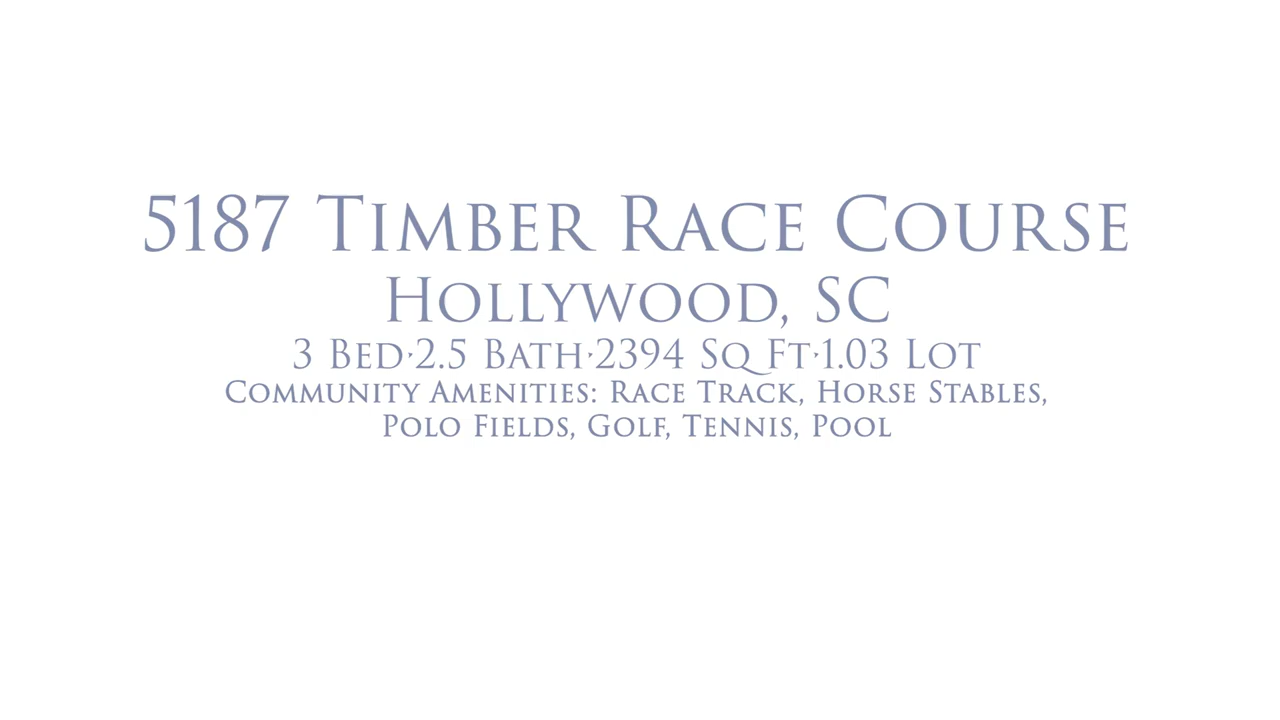 5187 Timber Race Course
Hollywood, SC
3 Bed·2.5 Bath·2394 Sq Ft·1.03 Lot
Community Amenities: Race Track, Horse Stables,
Polo Fields, Golf, Tennis, Pool